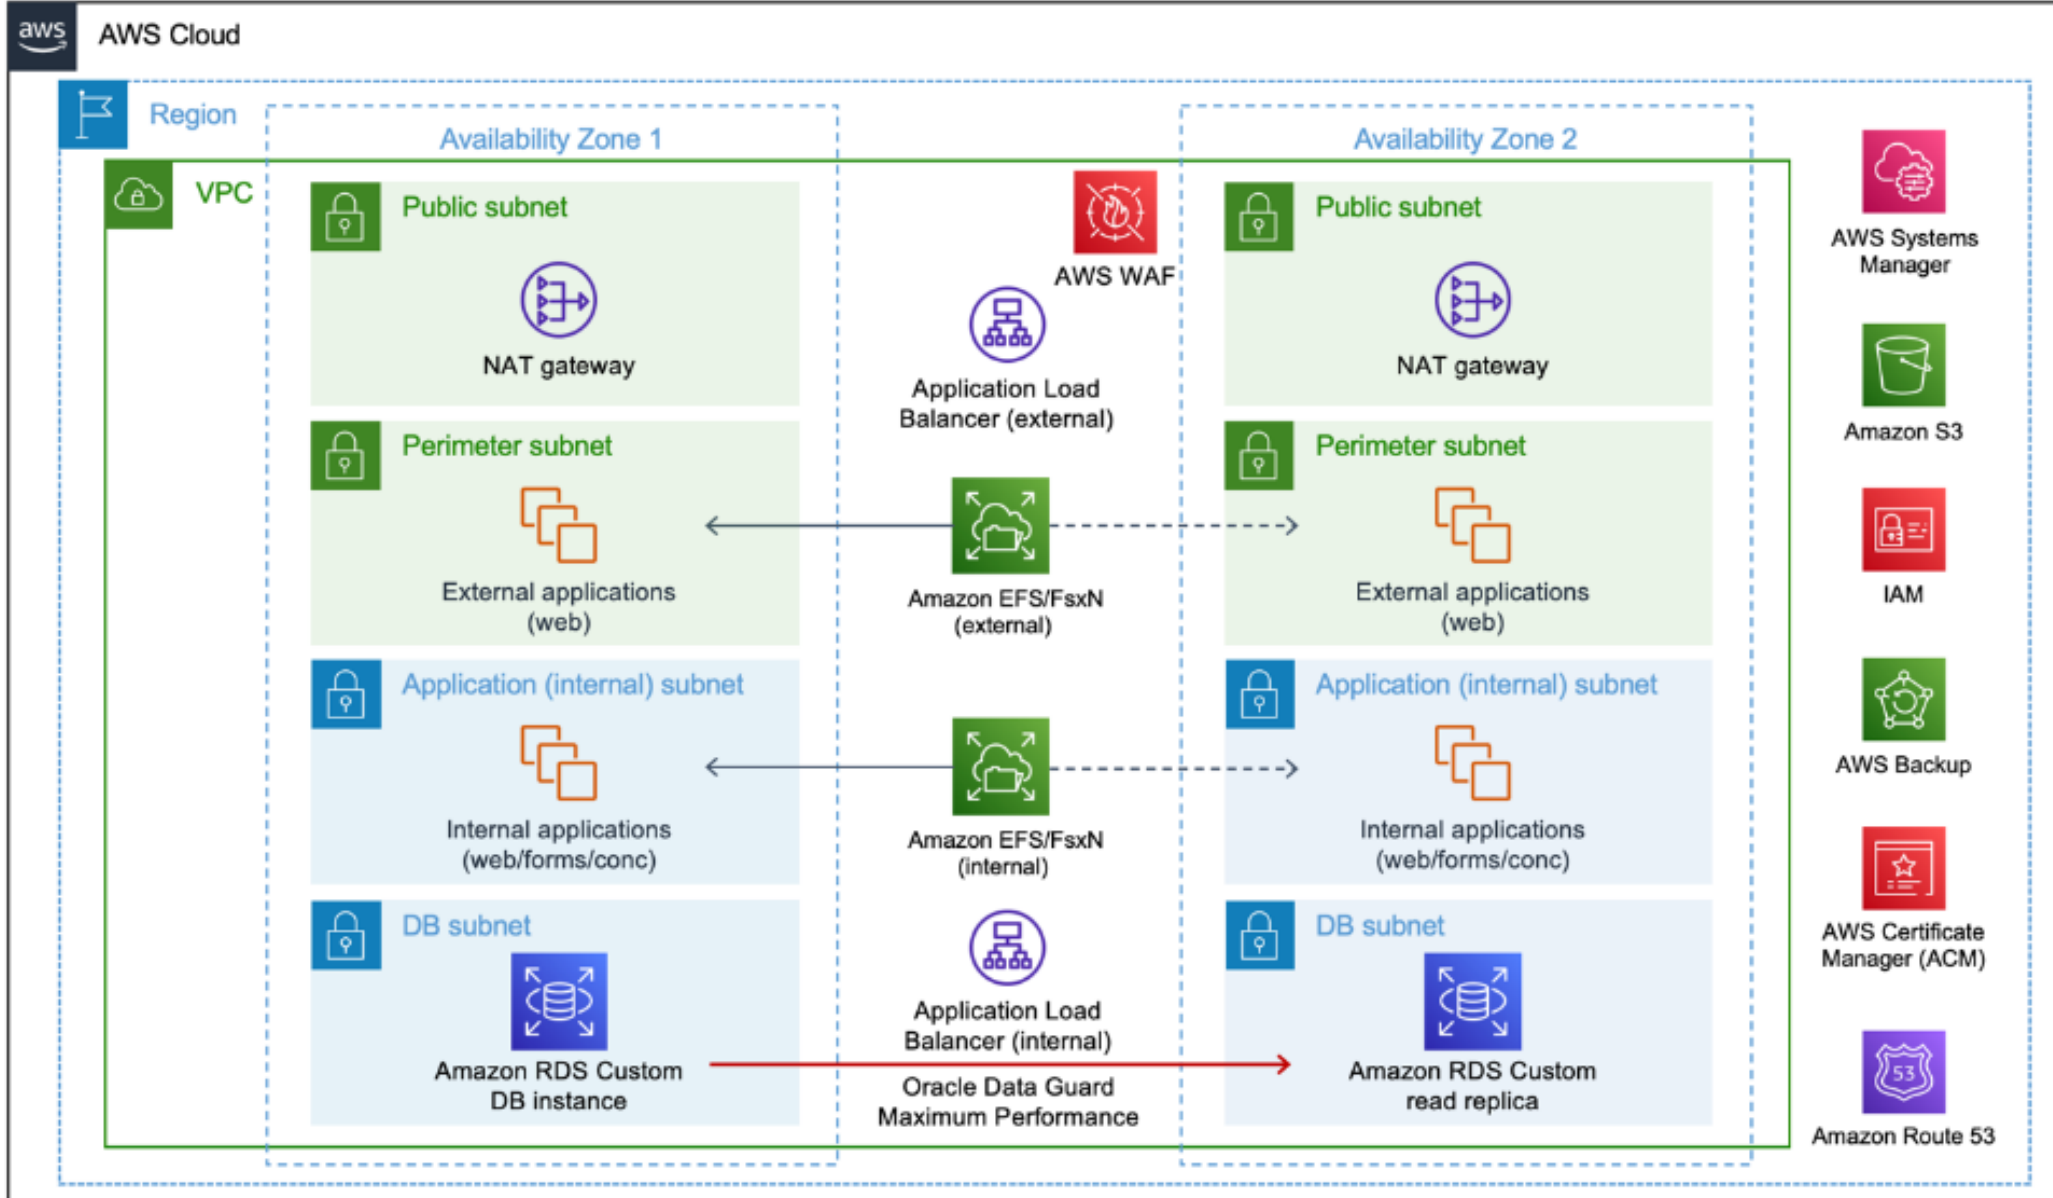 aws
AWS Cloud
Region
Availability Zone 1
Availability Zone 2
VPC
Public subnet
NAT gateway
AWS WAF
Application Load
Balancer (external)
Public subnet
NAT gateway
Perimeter subnet
External applications
(web)
Amazon EFS/FsxN
(external)
Perimeter subnet
External applications
(web)
Application (internal) subnet
Internal applications
(web/forms/conc)
Amazon EFS/FsxN
(internal)
Application (internal) subnet
Internal applications
(web/forms/conc)
DB subnet
Amazon RDS Custom
DB instance
Application Load
Balancer (internal)
Oracle Data Guard
Maximum Performance
DB subnet
Amazon RDS Custom
read replica
AWS Systems
Manager
Amazon S3
IAM
AWS Backup
AWS Certificate
Manager (ACM)
53
Amazon Route 53